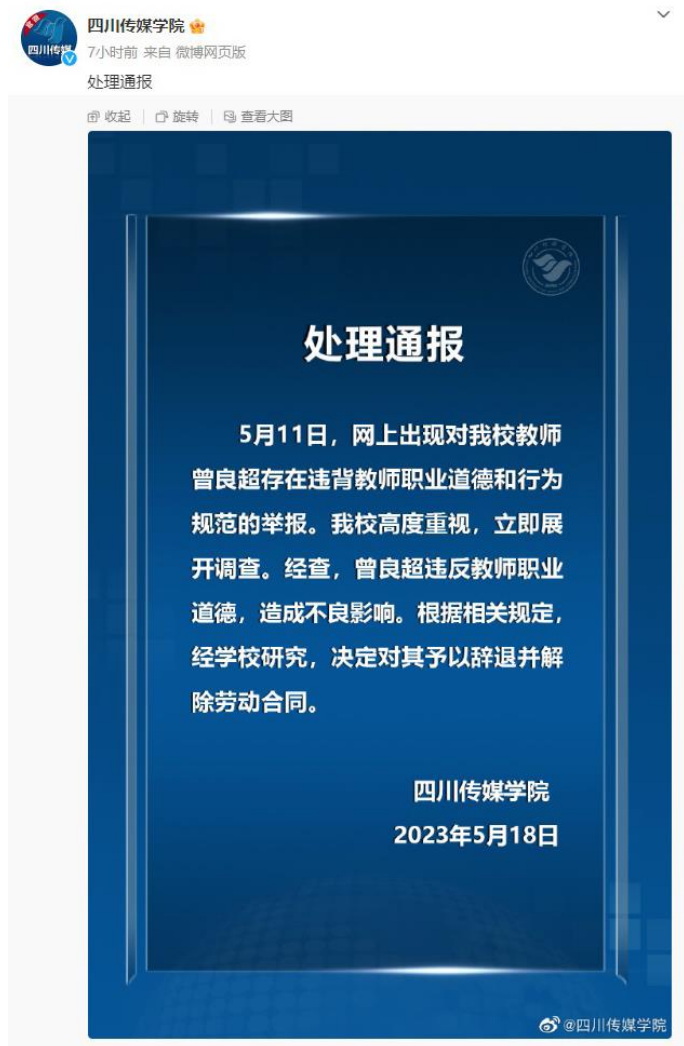 四川传媒学院
7小时前 来自 微博网页版
处理通报
收起 旋转 查看大图
处理通报
5月11日，网上出现对我校教师
曾良超存在违背教师职业道德和行为
规范的举报。我校高度重视，立即展
开调查。经查，曾良超违反教师职业
道德，造成不良影响。根据相关规定，
经学校研究，决定对其予以辞退并解
除劳动合同。
四川传媒学院
2023年5月18日
@四川传媒学院